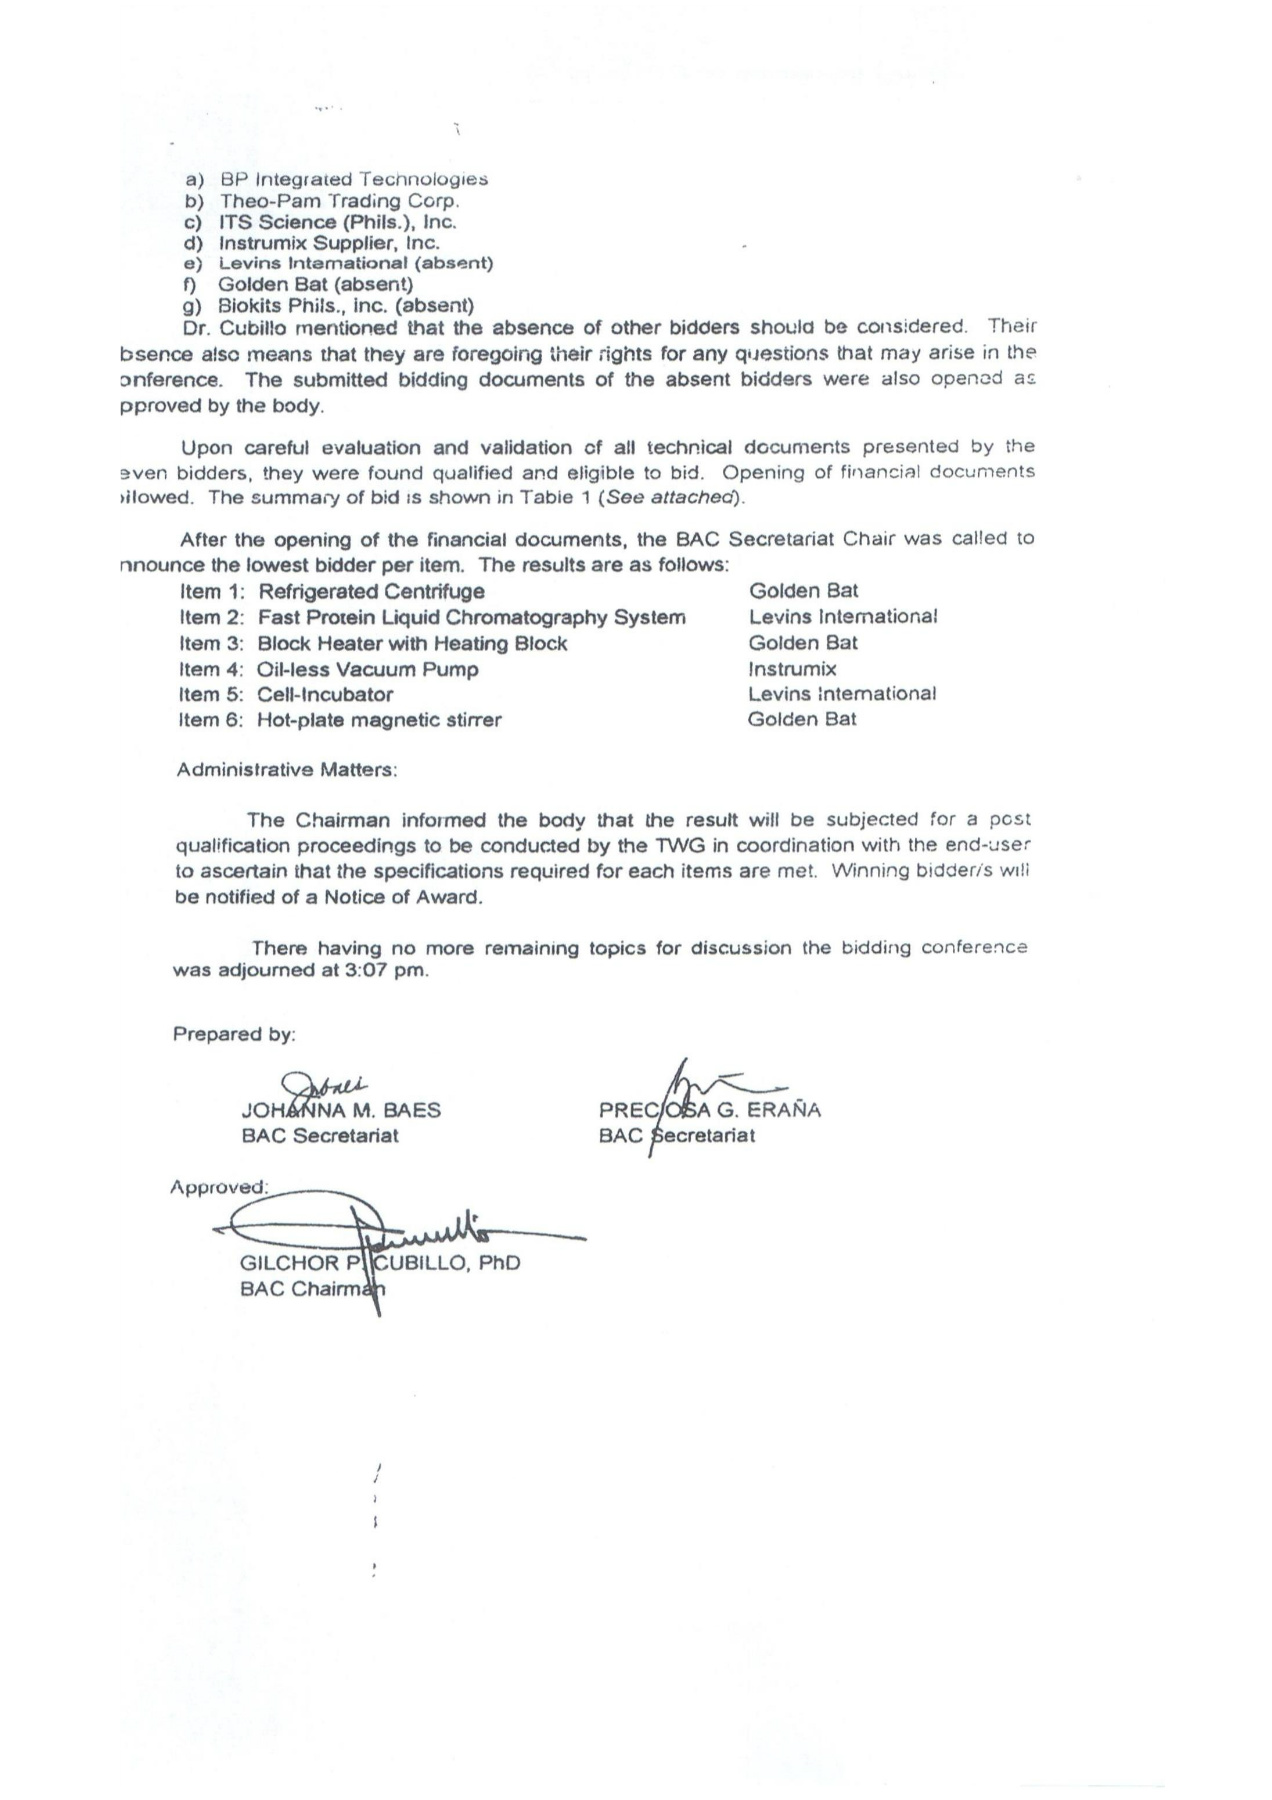 a) BP Integrated Technologies
b) Theo-Pam Trading Corp.
c) ITS Science (Phils.), Inc.
d) Instrumix Supplier, Inc.
e) Levins International (absent)
f) Golden Bat (absent)
g) Biokits Phils., inc. (absent)
Dr. Cubillo mentioned that the absence of other bidders should be considered. Their
bsence also means that they are foregoing their rights for any questions that may arise in the
onference. The submitted bidding documents of the absent bidders were also opened as
pproved by the body.
Upon careful evaluation and validation of all technical documents presented by the
even bidders, they were found qualified and eligible to bid. Opening of financial documents
ollowed. The summary of bid is shown in Table 1 (See attached).
After the opening of the financial documents, the BAC Secretariat Chair was called to
nnounce the lowest bidder per item. The results are as follows:
Item 1: Refrigerated Centrifuge Golden Bat
Item 2: Fast Protein Liquid Chromatography System Levins International
Item 3: Block Heater with Heating Block Golden Bat
Item 4: Oil-less Vacuum Pump Instrumix
Item 5: Cell-Incubator Levins International
Item 6: Hot-plate magnetic stirrer Golden Bat
Administrative Matters:
The Chairman informed the body that the result will be subjected for a post
qualification proceedings to be conducted by the TWG in coordination with the end-user
to ascertain that the specifications required for each items are met. Winning bidder/s will
be notified of a Notice of Award.
There having no more remaining topics for discussion the bidding conference
was adjourned at 3:07 pm.
Prepared by:
JOHANNA M. BAES PRECIOSA G. ERAÑA
BAC Secretariat BAC Secretariat
Approved:
GILCHOR P. CUBILLO, PhD
BAC Chairman